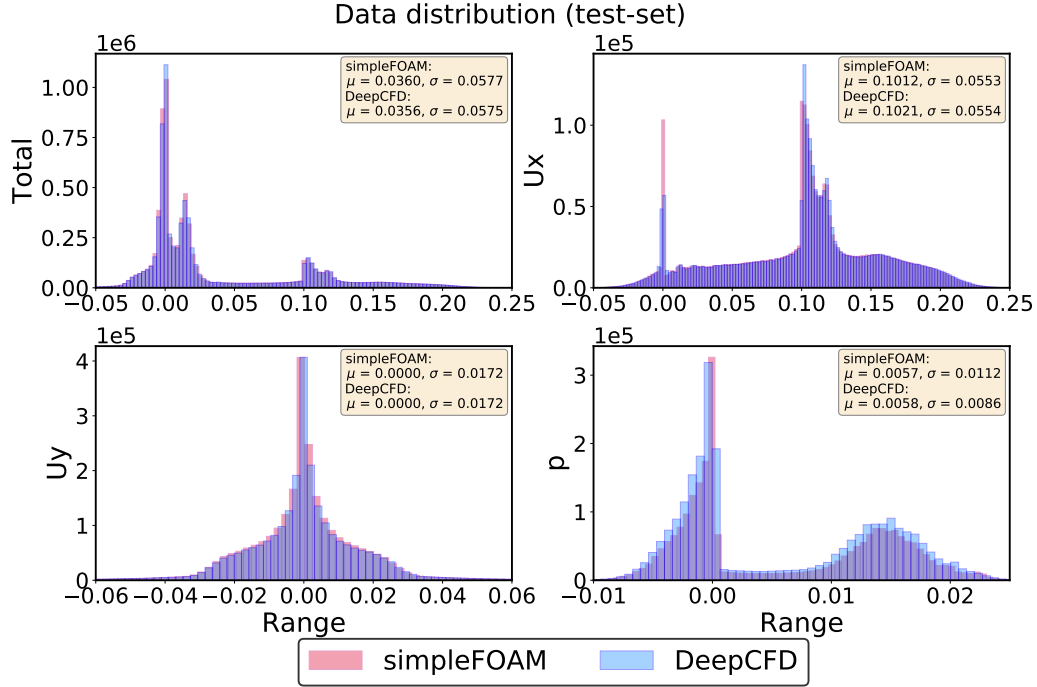 Data distribution (test-set)
1e6
Total
1.00
0.75
0.50
0.25
0.00
−0.05 0.00 0.05 0.10 0.15 0.20 0.25
simpleFOAM:
μ = 0.0360, σ = 0.0577
DeepCFD:
μ = 0.0356, σ = 0.0575
1e5
Ux
1.0
0.5
0.0
−0.05 0.00 0.05 0.10 0.15 0.20 0.25
simpleFOAM:
μ = 0.1012, σ = 0.0553
DeepCFD:
μ = 0.1021, σ = 0.0554
1e5
Uy
4
3
2
1
0
−0.06 −0.04 −0.02 0.00 0.02 0.04 0.06
Range
simpleFOAM:
μ = 0.0000, σ = 0.0172
DeepCFD:
μ = 0.0000, σ = 0.0172
1e5
p
3
2
1
0
−0.01 0.00 0.01 0.02
Range
simpleFOAM:
μ = 0.0057, σ = 0.0112
DeepCFD:
μ = 0.0058, σ = 0.0086
simpleFOAM DeepCFD